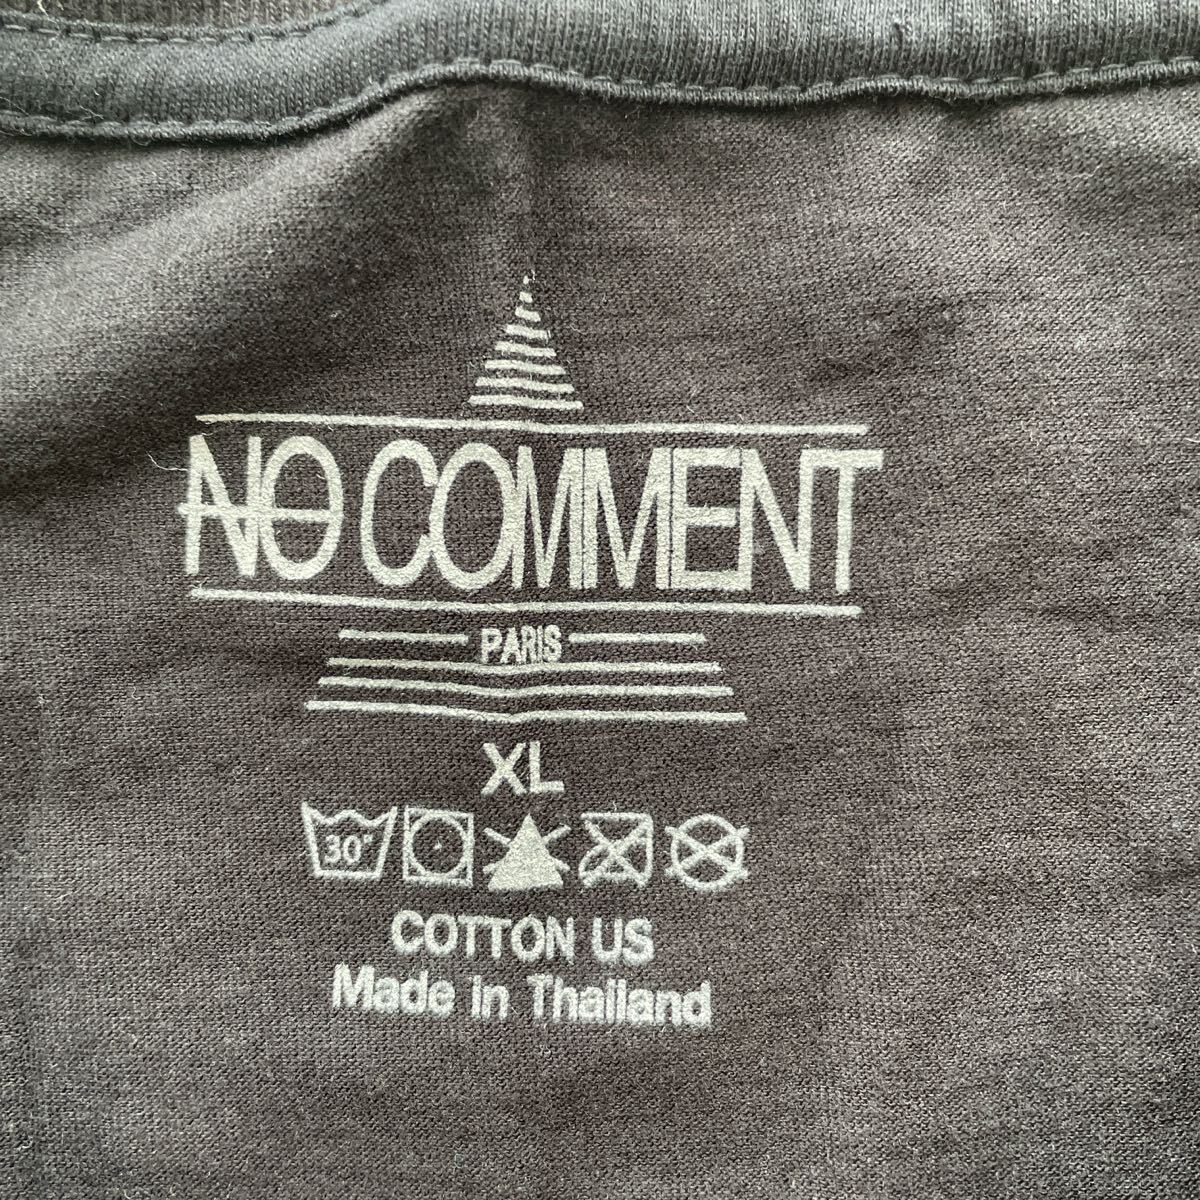 NO COMMENT
PARIS
XL
30°
COTTON US
Made in Thailand